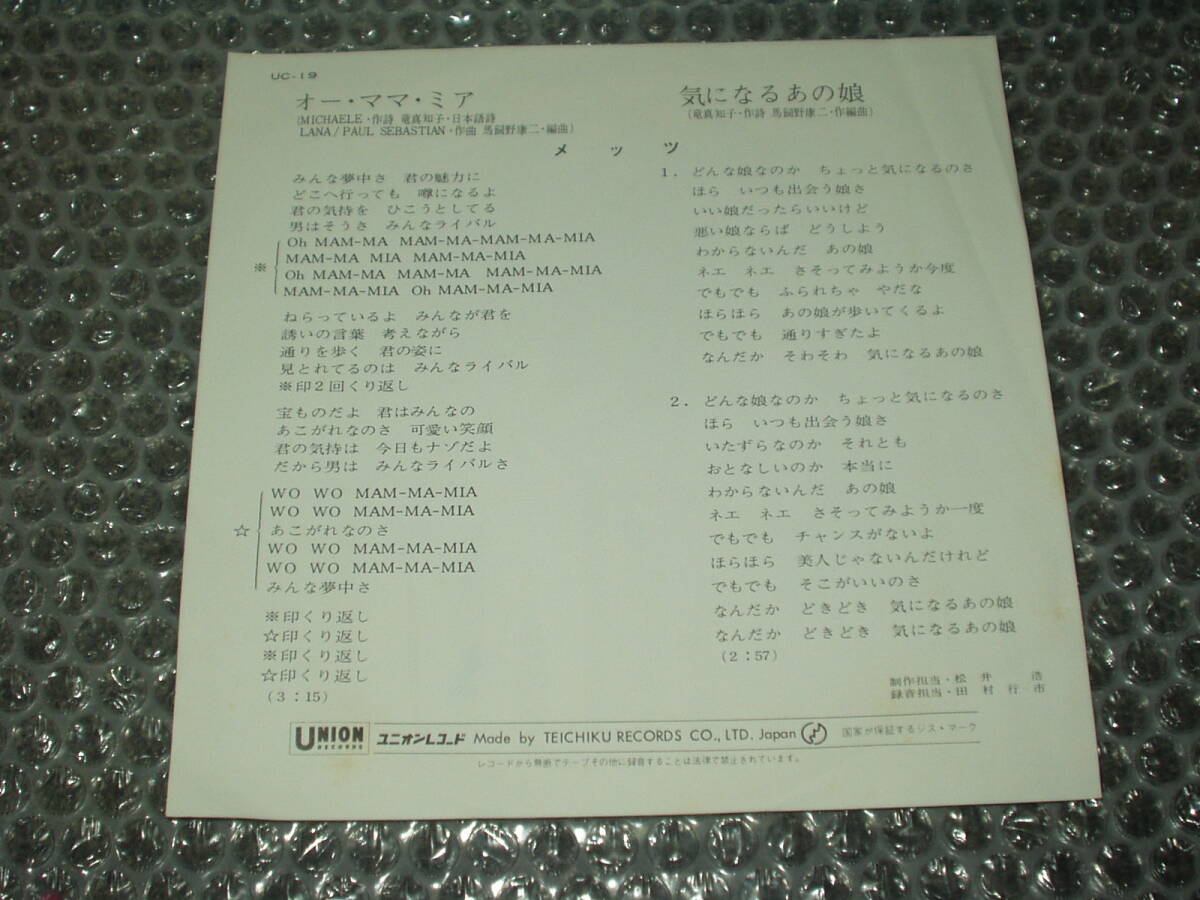 UC-19
オー・ママ・ミア
(MICHAELE・作詩 竜真知子・日本語詩
LANA/PAUL SEBASTIAN・作曲 馬飼野康二・編曲)
気になるあの娘
(竜真知子・作詩 馬飼野康二・作編曲)
メッツ
みんな夢中さ 君の魅力に
どこへ行っても 噂になるよ
君の気持を ひこうとしてる
男はそうさ みんなライバル
※
Oh MAM-MA MAM-MA-MAM-MA-MIA
MAM-MA MIA MAM-MA-MIA
Oh MAM-MA MAM-MA MAM-MA-MIA
MAM-MA-MIA Oh MAM-MA-MIA
ねらっているよ みんなが君を
誘いの言葉 考えながら
通りを歩く 君の姿に
見とれてるのは みんなライバル
※印2回くり返し
宝ものだよ 君はみんなの
あこがれなのさ 可愛い笑顔
君の気持は 今日もナゾだよ
だから男は みんなライバルさ
☆
WO WO MAM-MA-MIA
WO WO MAM-MA-MIA
あこがれなのさ
WO WO MAM-MA-MIA
WO WO MAM-MA-MIA
みんな夢中さ
※印くり返し
☆印くり返し
※印くり返し
☆印くり返し
(3:15)
1. どんな娘なのか ちょっと気になるのさ
ほら いつも出会う娘さ
いい娘だったらいいけど
悪い娘ならば どうしよう
わからないんだ あの娘
ネエ ネエ さそってみようか今度
でもでも ふられちゃ やだな
ほらほら あの娘が歩いてくるよ
でもでも 通りすぎたよ
なんだか そわそわ 気になるあの娘
2. どんな娘なのか ちょっと気になるのさ
ほら いつも出会う娘さ
いたずらなのか それとも
おとなしいのか 本当に
わからないんだ あの娘
ネエ ネエ さそってみようか一度
でもでも チャンスがないよ
ほらほら 美人じゃないんだけれど
でもでも そこがいいのさ
なんだか どきどき 気になるあの娘
なんだか どきどき 気になるあの娘
(2:57)
制作担当・松井 浩
録音担当・田村行市
UNION RECORDS ユニオンレコード Made by TEICHIKU RECORDS CO., LTD. Japan 国家が保証するジス・マーク
レコードから無断でテープその他に録音することは法律で禁止されています。